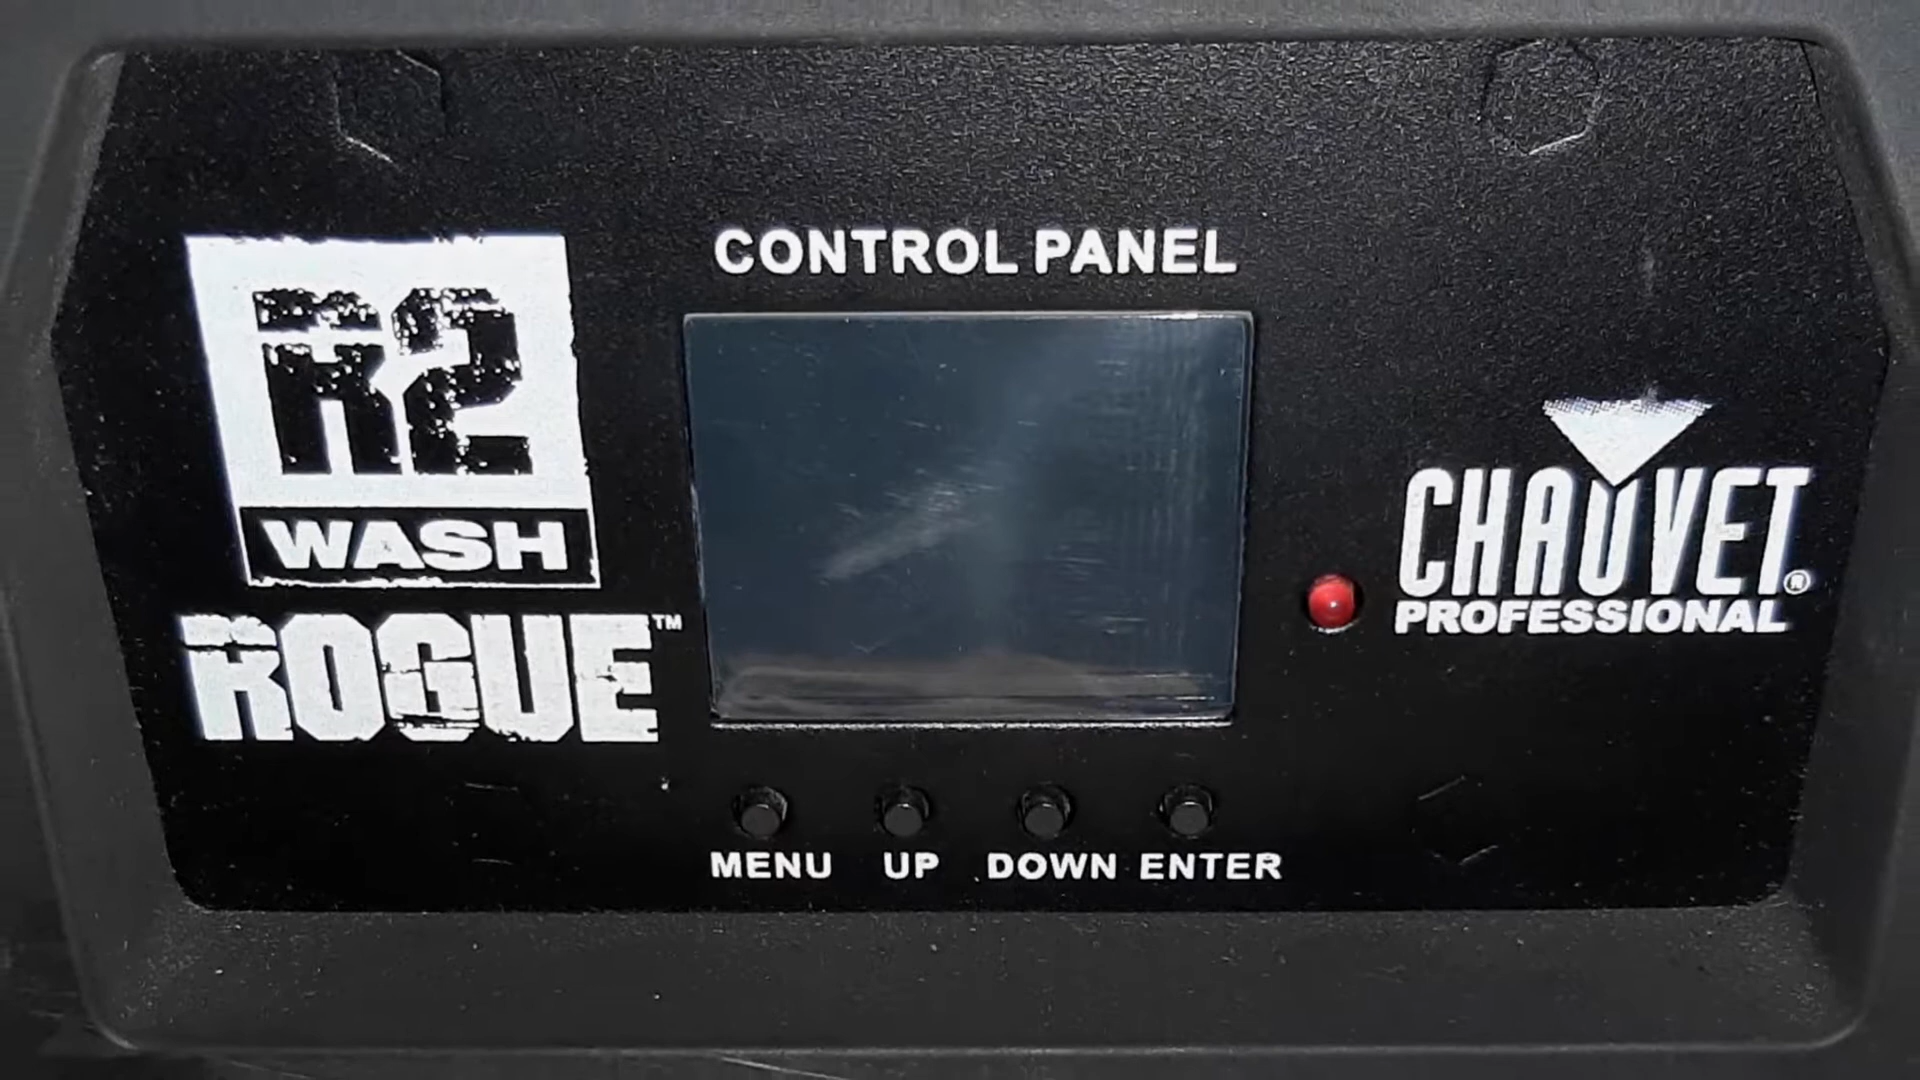 CONTROL PANEL
R2
WASH
ROGUE™
CHAUVET®
PROFESSIONAL
MENU UP DOWN ENTER